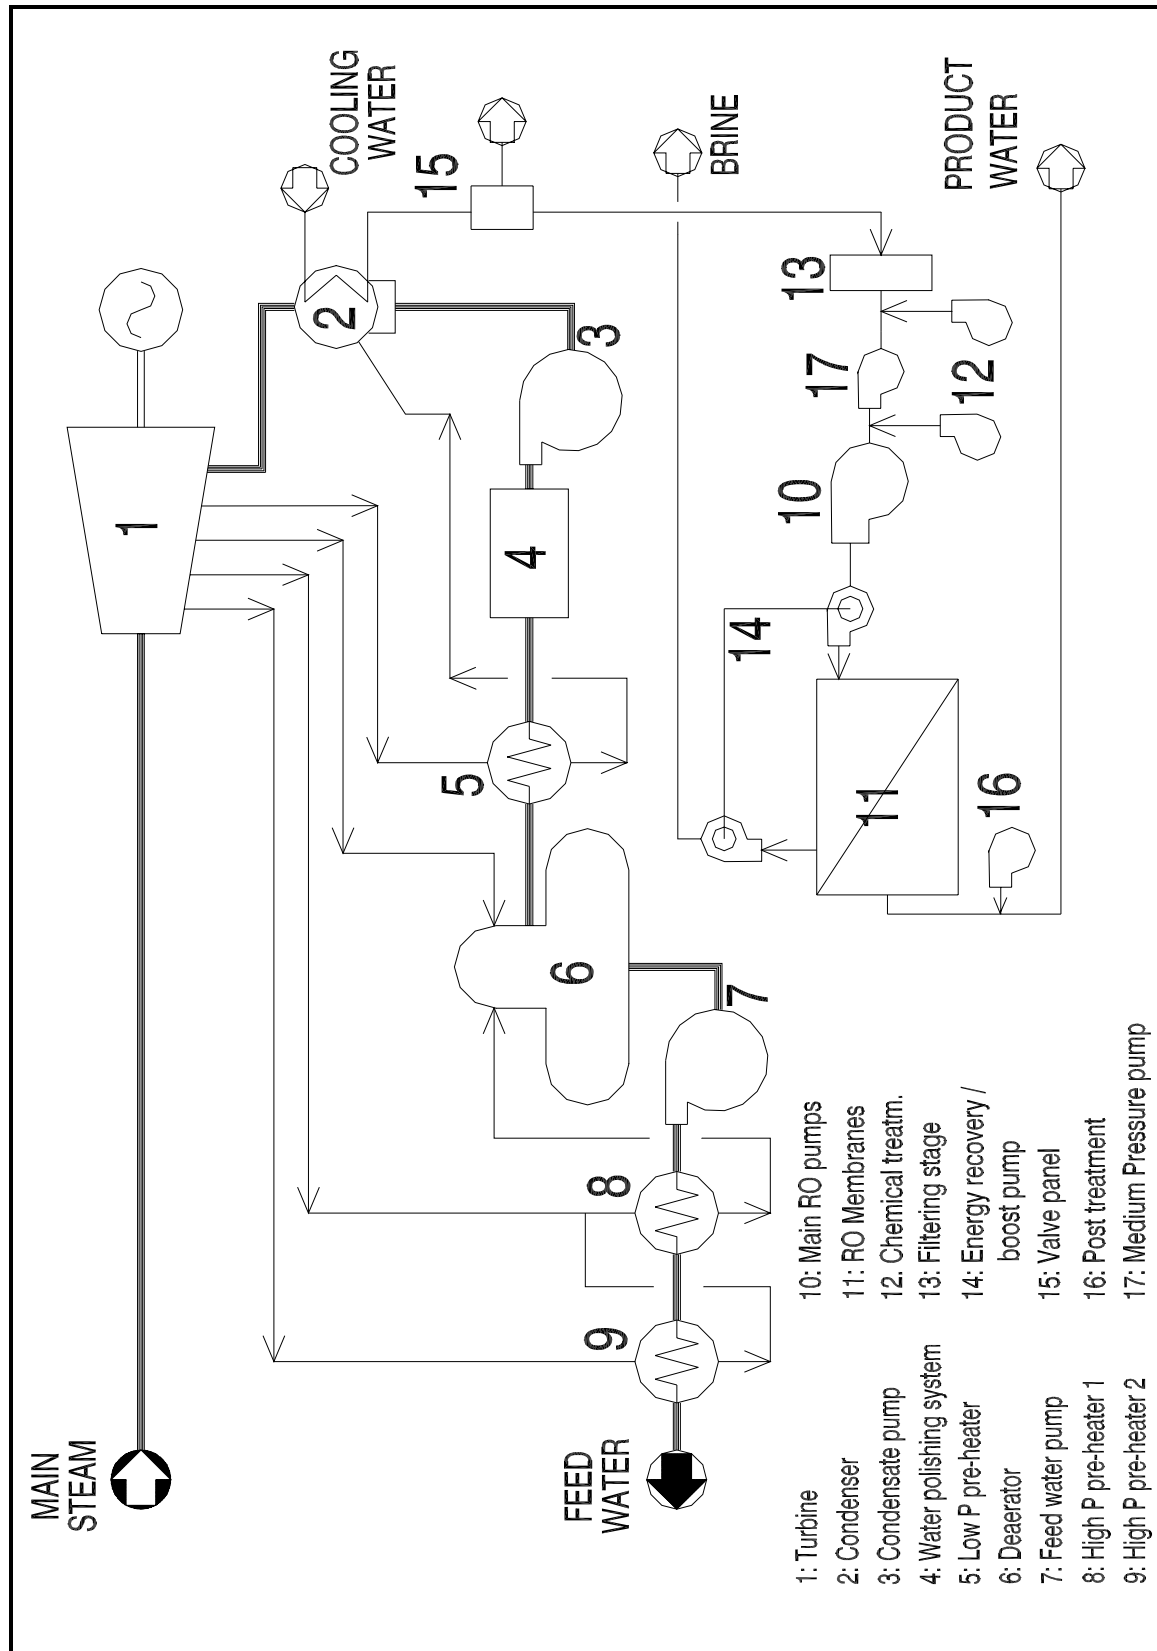 MAIN
STEAM
FEED
WATER
COOLING
WATER
BRINE
PRODUCT
WATER
1
2
3
4
5
6
7
8
9
10
11
12
13
14
15
16
17
1: Turbine
2: Condenser
3: Condensate pump
4: Water polishing system
5: Low P pre-heater
6: Deaerator
7: Feed water pump
8: High P pre-heater 1
9: High P pre-heater 2
10: Main RO pumps
11: RO Membranes
12. Chemical treatm.
13: Filtering stage
14: Energy recovery /
boost pump
15: Valve panel
16: Post treatment
17: Medium Pressure pump